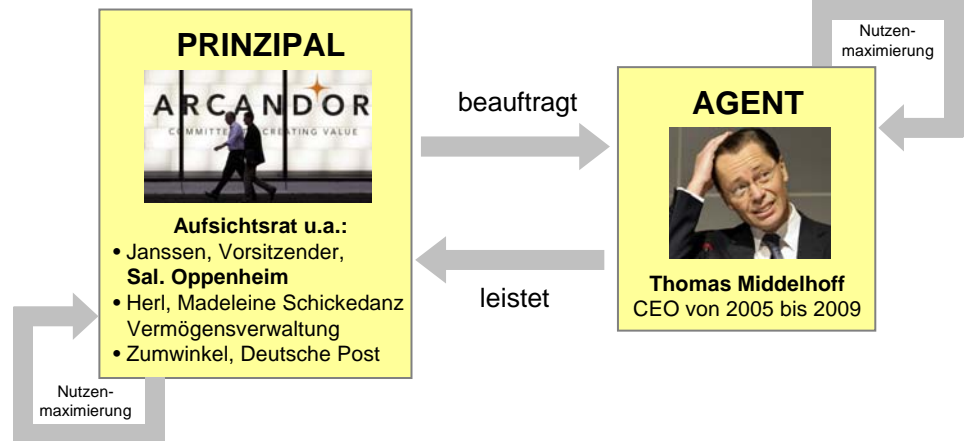 PRINZIPAL
ARCANDOR
COMMITTED CREATING VALUE
Aufsichtsrat u.a.:
• Janssen, Vorsitzender,
Sal. Oppenheim
• Herl, Madeleine Schickedanz
Vermögensverwaltung
• Zumwinkel, Deutsche Post
Nutzen-
maximierung
beauftragt
leistet
Nutzen-
maximierung
AGENT
Thomas Middelhoff
CEO von 2005 bis 2009